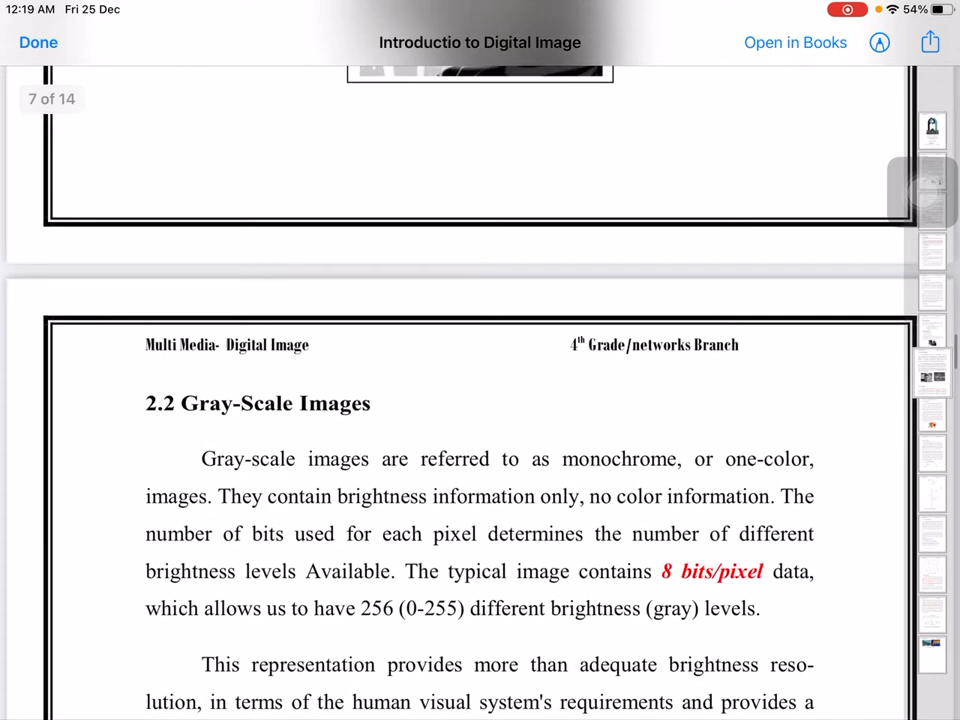 12:19 AM Fri 25 Dec
54%
Done
Introductio to Digital Image
Open in Books
7 of 14
Multi Media- Digital Image
4th Grade/networks Branch
2.2 Gray-Scale Images
Gray-scale images are referred to as monochrome, or one-color,
images. They contain brightness information only, no color information. The
number of bits used for each pixel determines the number of different
brightness levels Available. The typical image contains 8 bits/pixel data,
which allows us to have 256 (0-255) different brightness (gray) levels.
This representation provides more than adequate brightness reso-
lution, in terms of the human visual system's requirements and provides a